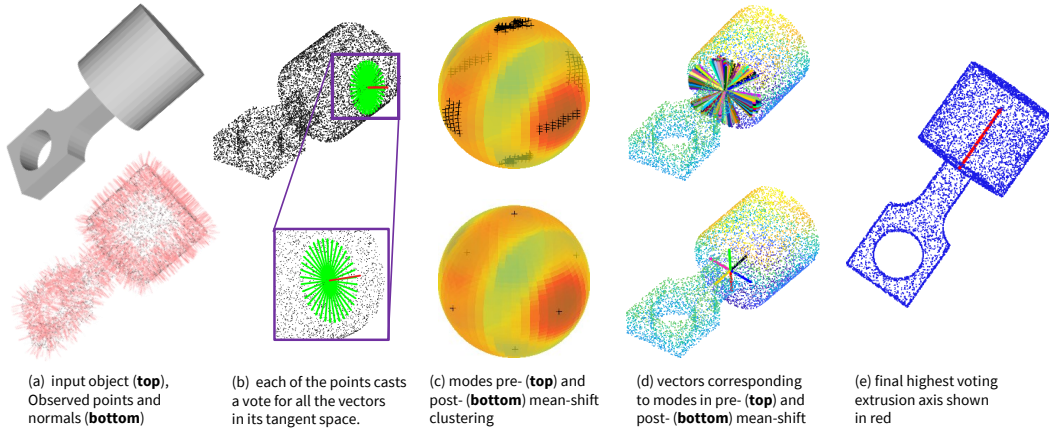 (a) input object (top),
Observed points and
normals (bottom)
(b) each of the points casts
a vote for all the vectors
in its tangent space.
(c) modes pre- (top) and
post- (bottom) mean-shift
clustering
(d) vectors corresponding
to modes in pre- (top) and
post- (bottom) mean-shift
(e) final highest voting
extrusion axis shown
in red